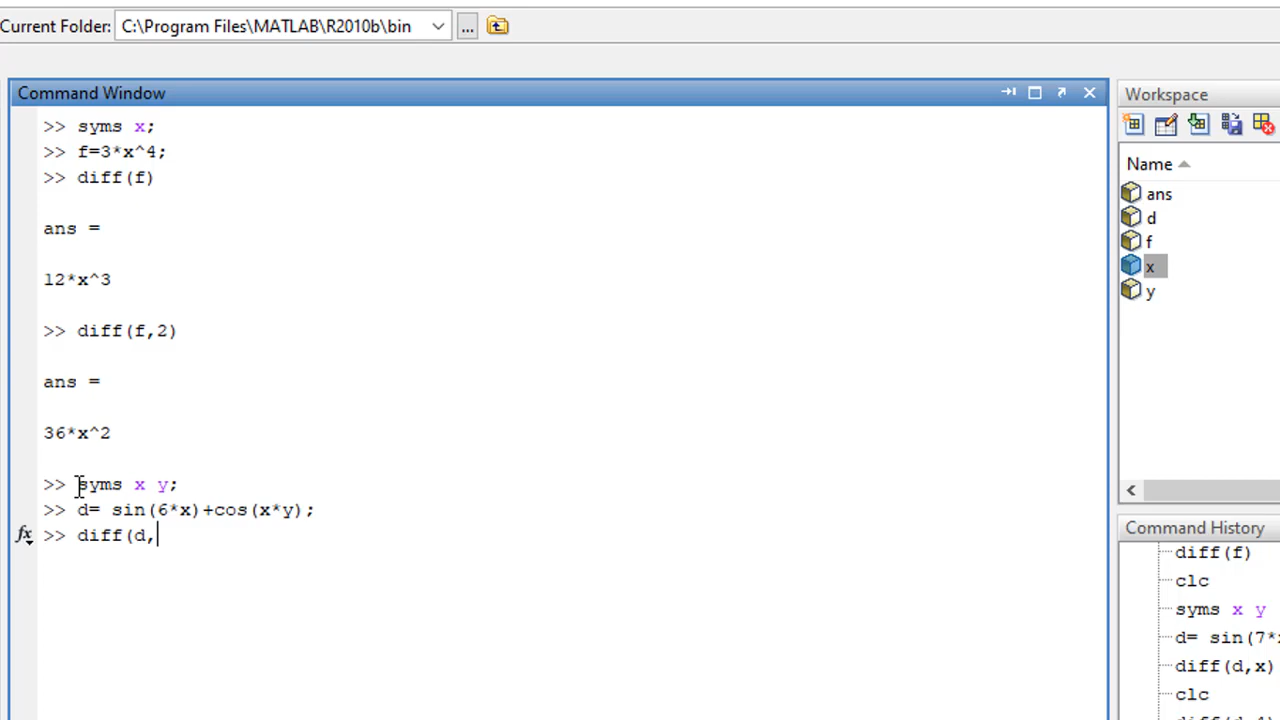 Current Folder: C:\Program Files\MATLAB\R2010b\bin ...
Command Window
>> syms x;
>> f=3*x^4;
>> diff(f)
ans =
12*x^3
>> diff(f,2)
ans =
36*x^2
>> syms x y;
>> d= sin(6*x)+cos(x*y);
fx >> diff(d,
Workspace
Name
ans
d
f
x
y
Command History
diff(f)
clc
syms x y
d= sin(7*
diff(d,x)
clc